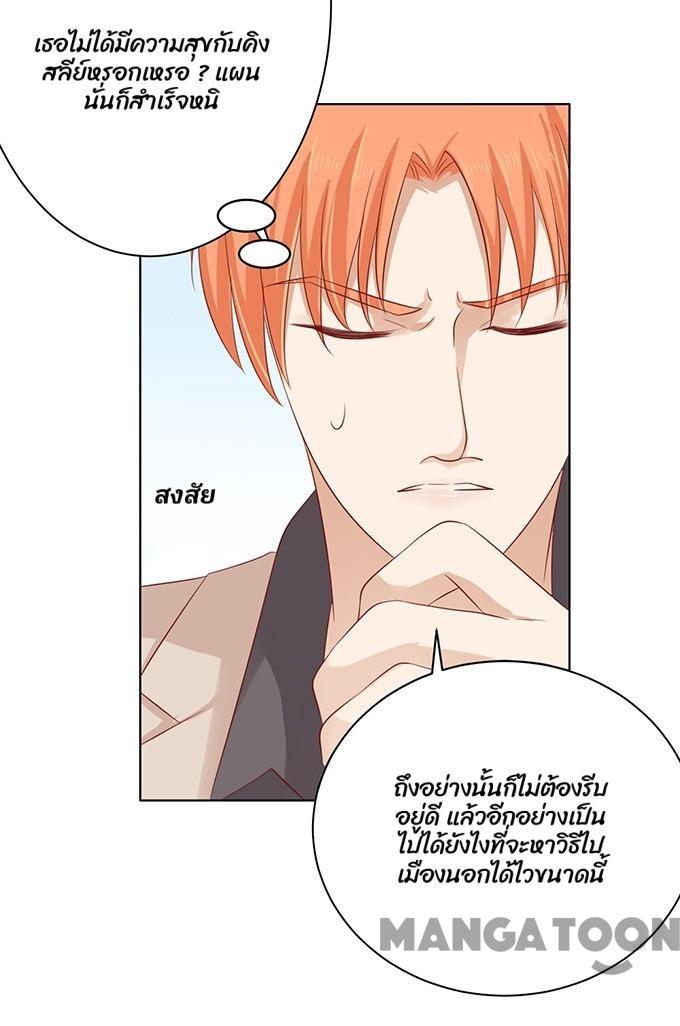 เธอไม่ได้มีความสุขกับคิง
สลีย์หรอกเหรอ ? แผน
นั่นก็สำเร็จหนิ
สงสัย
ถึงอย่างนั้นก็ไม่ต้องรีบ
อยู่ดี แล้วอีกอย่างเป็น
ไปได้ยังไงที่จะหาวิธีไป
เมืองนอกได้ไวขนาดนี้
MANGATOON